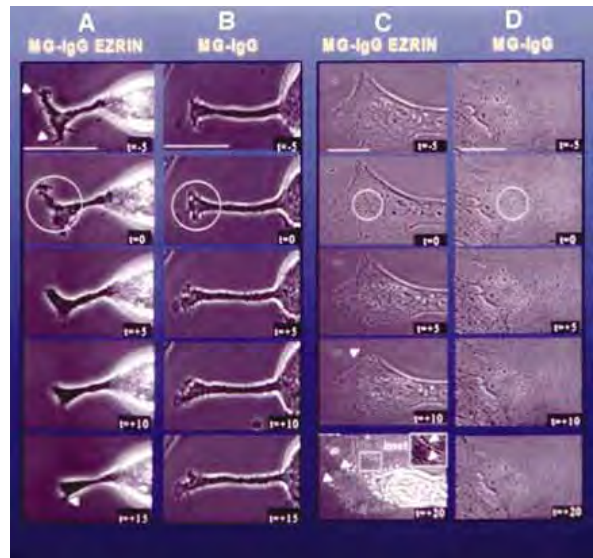 A B C D
MG-IgG EZRIN MG-IgG MG-IgG EZRIN MG-IgG
t=-5 t=-5 t=-5 t=-5
t=0 t=0 t=0 t=0
t=+5 t=+5 t=+5 t=+5
t=+10 t=+10 t=+10 t=+10
inset
t=+15 t=+15 t=+20 t=+20